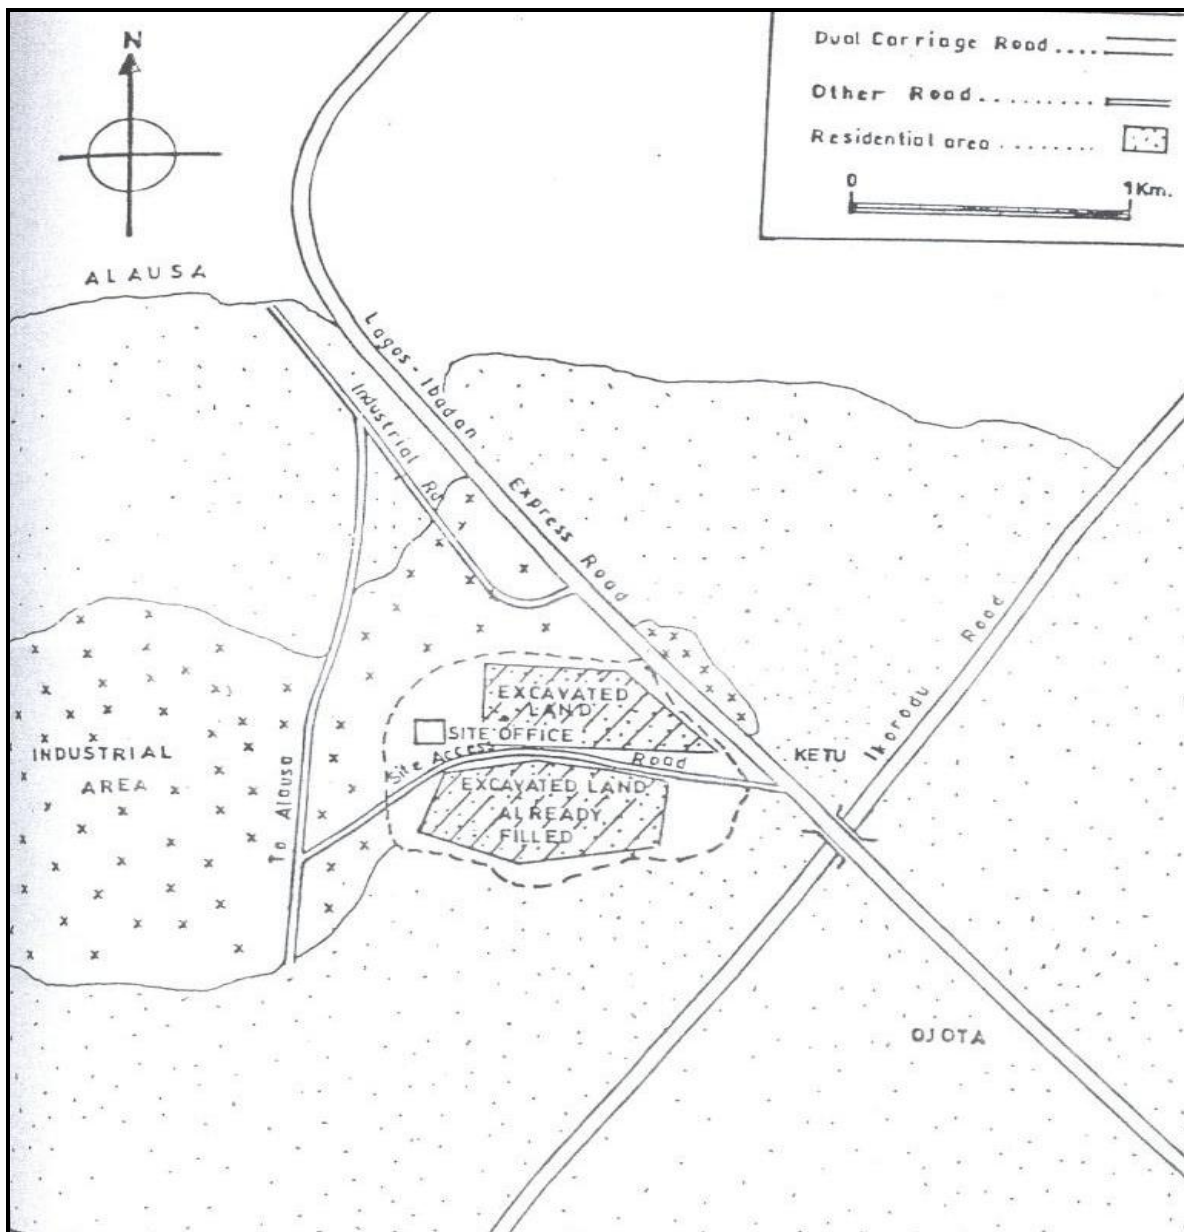 N
Dual Carriage Road .....
Other Road ..........
Residential area ........
0 1Km.
ALAUSA
Lagos - Ibadan Express Road
Industrial Rd
Ikorodu Road
EXCAVATED
LAND
SITE OFFICE
Site Access Road
KETU
INDUSTRIAL
AREA
To Alausa
EXCAVATED LAND
ALREADY
FILLED
OJOTA